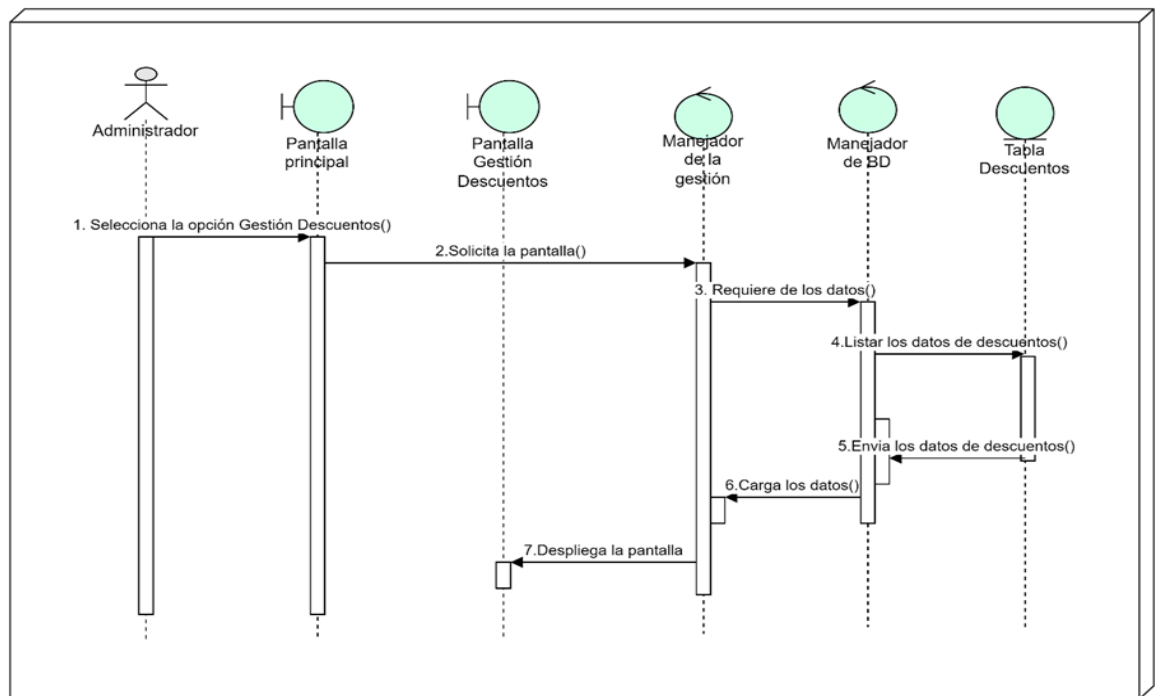 Administrador
Pantalla
principal
Pantalla
Gestión
Descuentos
Manejador
de la
gestión
Manejador
de BD
Tabla
Descuentos
1. Selecciona la opción Gestión Descuentos()
2.Solicita la pantalla()
3. Requiere de los datos()
4.Listar los datos de descuentos()
5.Envia los datos de descuentos()
6.Carga los datos()
7.Despliega la pantalla